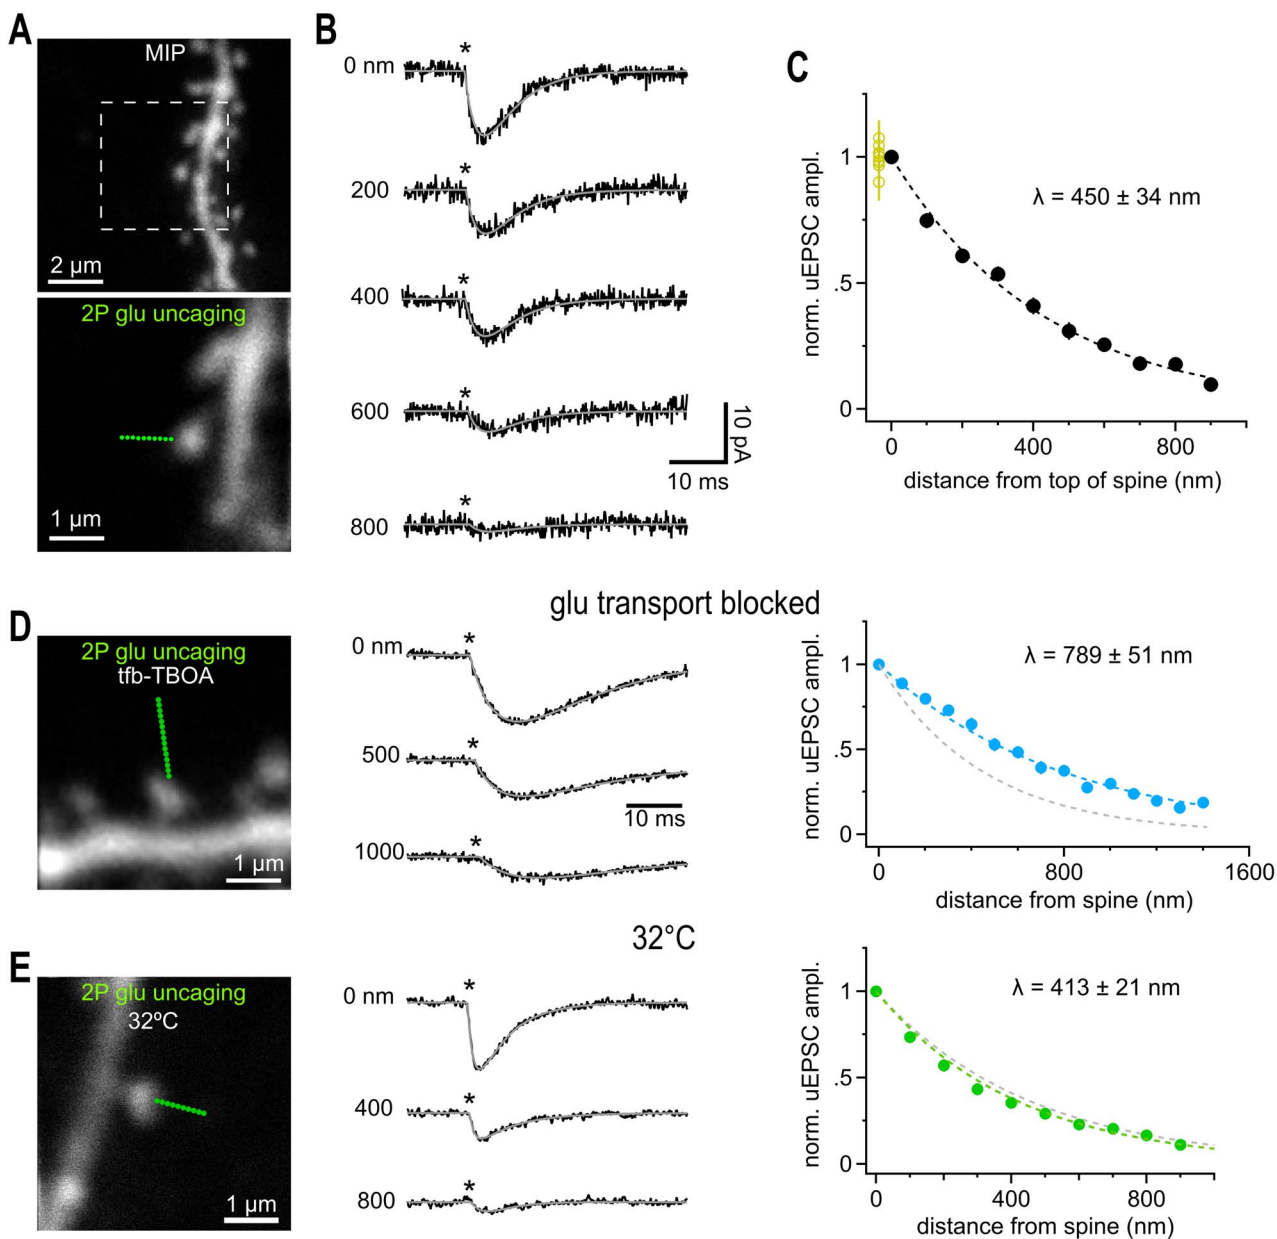 A
MIP
2 µm
2P glu uncaging
1 µm
B
0 nm
*
200
*
400
*
600
*
800
*
10 pA
10 ms
C
norm. uEPSC ampl.
1
.5
0
λ = 450 ± 34 nm
0
400
800
distance from top of spine (nm)
glu transport blocked
D
2P glu uncaging
tfb-TBOA
1 µm
0 nm
*
500
*
1000
*
10 ms
norm. uEPSC ampl.
1
.5
0
λ = 789 ± 51 nm
0
800
1600
distance from spine (nm)
32°C
E
2P glu uncaging
32ºC
1 µm
0 nm
*
400
*
800
*
norm. uEPSC ampl.
1
.5
0
λ = 413 ± 21 nm
0
400
800
distance from spine (nm)